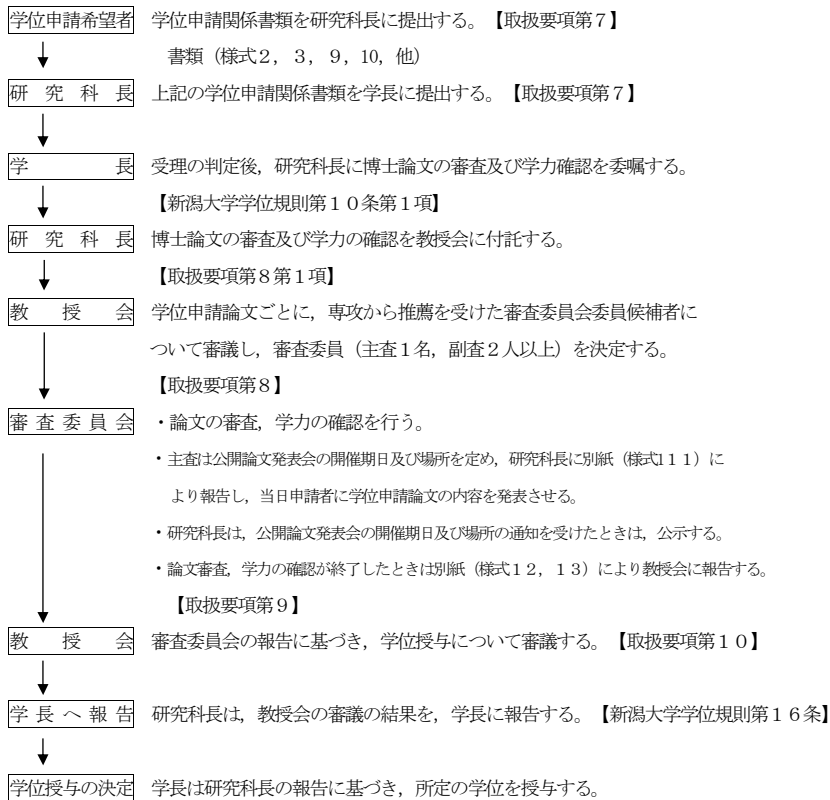 学位申請希望者 学位申請関係書類を研究科長に提出する。【取扱要項第７】
書類（様式２，３，９，10，他）
研究科長 上記の学位申請関係書類を学長に提出する。【取扱要項第７】
学長 受理の判定後，研究科長に博士論文の審査及び学力確認を委嘱する。
【新潟大学学位規則第１０条第１項】
研究科長 博士論文の審査及び学力の確認を教授会に付託する。
【取扱要項第８第１項】
教授会 学位申請論文ごとに，専攻から推薦を受けた審査委員会委員候補者に
ついて審議し，審査委員（主査１名，副査２人以上）を決定する。
【取扱要項第８】
審査委員会 ・論文の審査，学力の確認を行う。
・主査は公開論文発表会の開催期日及び場所を定め，研究科長に別紙（様式1１１）に
より報告し，当日申請者に学位申請論文の内容を発表させる。
・研究科長は，公開論文発表会の開催期日及び場所の通知を受けたときは，公示する。
・論文審査，学力の確認が終了したときは別紙（様式１２，１３）により教授会に報告する。
【取扱要項第９】
教授会 審査委員会の報告に基づき，学位授与について審議する。【取扱要項第１０】
学長へ報告 研究科長は，教授会の審議の結果を，学長に報告する。【新潟大学学位規則第１６条】
学位授与の決定 学長は研究科長の報告に基づき，所定の学位を授与する。